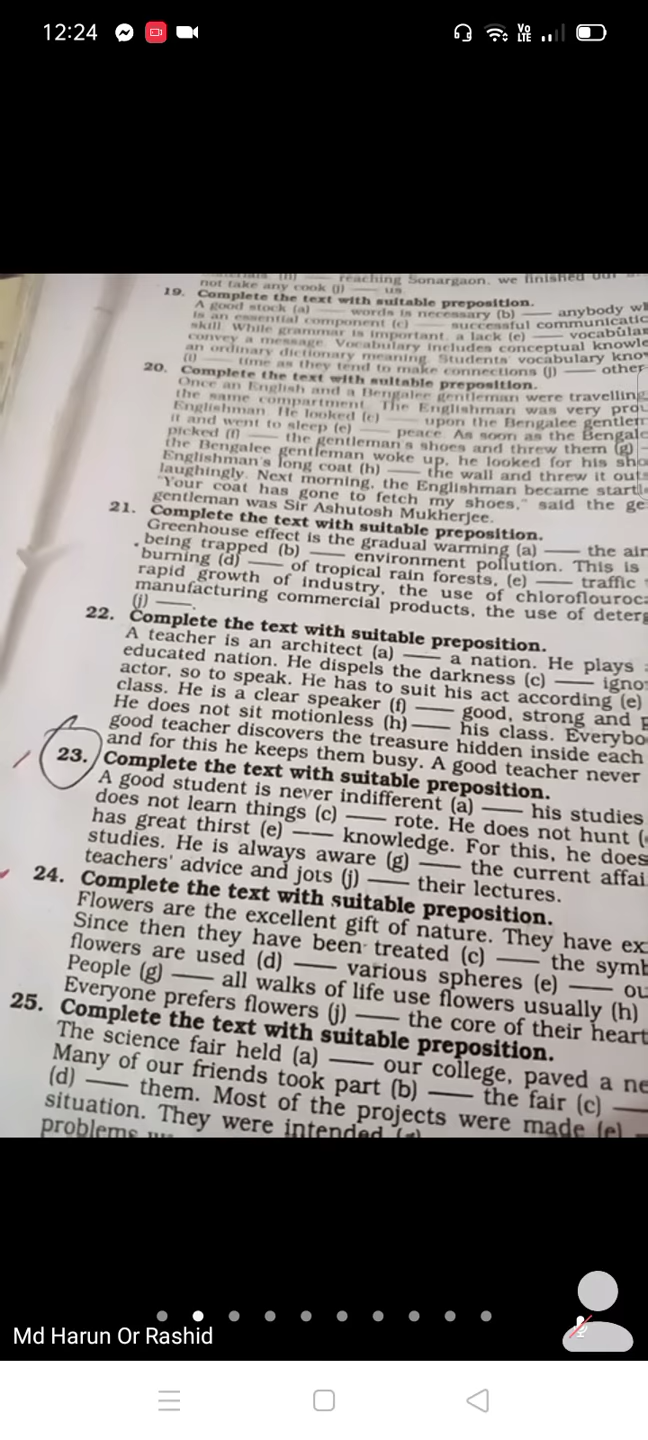 12:24
Vo
LTE
reaching Sonargaon, we finished our
not take any cook (j) —— us.
19. Complete the text with suitable preposition.
A good stock (a) —— words is necessary (b) —— anybody
is an essential component (c) —— successful communicatio
skill. While grammar is important, a lack (e) —— vocabular
convey a message. Vocabulary includes conceptual knowle
an ordinary dictionary meaning. Students' vocabulary know
(i) —— time as they tend to make connections (j) —— other
20. Complete the text with suitable preposition.
Once an English and a Bengalee gentleman were travelling
the same compartment. The Englishman was very prou
Englishman. He looked (c) —— upon the Bengalee gentlem
it and went to sleep (e) —— peace. As soon as the Bengale
picked (f) —— the gentleman's shoes and threw them (g) —
the Bengalee gentleman woke up, he looked for his sho
Englishman's long coat (h) —— the wall and threw it outs
laughingly. Next morning, the Englishman became startle
"Your coat has gone to fetch my shoes," said the ge
gentleman was Sir Ashutosh Mukherjee.
21. Complete the text with suitable preposition.
Greenhouse effect is the gradual warming (a) —— the air
being trapped (b) —— environment pollution. This is
burning (d) —— of tropical rain forests, (e) —— traffic
rapid growth of industry, the use of chloroflouroca
manufacturing commercial products, the use of deterg
(j) ——.
22. Complete the text with suitable preposition.
A teacher is an architect (a) —— a nation. He plays
educated nation. He dispels the darkness (c) —— igno
actor, so to speak. He has to suit his act according (e)
class. He is a clear speaker (f) —— good, strong and p
He does not sit motionless (h) —— his class. Everybo
good teacher discovers the treasure hidden inside each
and for this he keeps them busy. A good teacher never
23. Complete the text with suitable preposition.
A good student is never indifferent (a) —— his studies
does not learn things (c) —— rote. He does not hunt (
has great thirst (e) —— knowledge. For this, he does
studies. He is always aware (g) —— the current affai
teachers' advice and jots (j) —— their lectures.
24. Complete the text with suitable preposition.
Flowers are the excellent gift of nature. They have ex
Since then they have been treated (c) —— the symb
flowers are used (d) —— various spheres (e) —— ou
People (g) —— all walks of life use flowers usually (h)
Everyone prefers flowers (j) —— the core of their heart
25. Complete the text with suitable preposition.
The science fair held (a) —— our college, paved a ne
Many of our friends took part (b) —— the fair (c) ——
(d) —— them. Most of the projects were made (e) —
situation. They were intended
problems
Md Harun Or Rashid